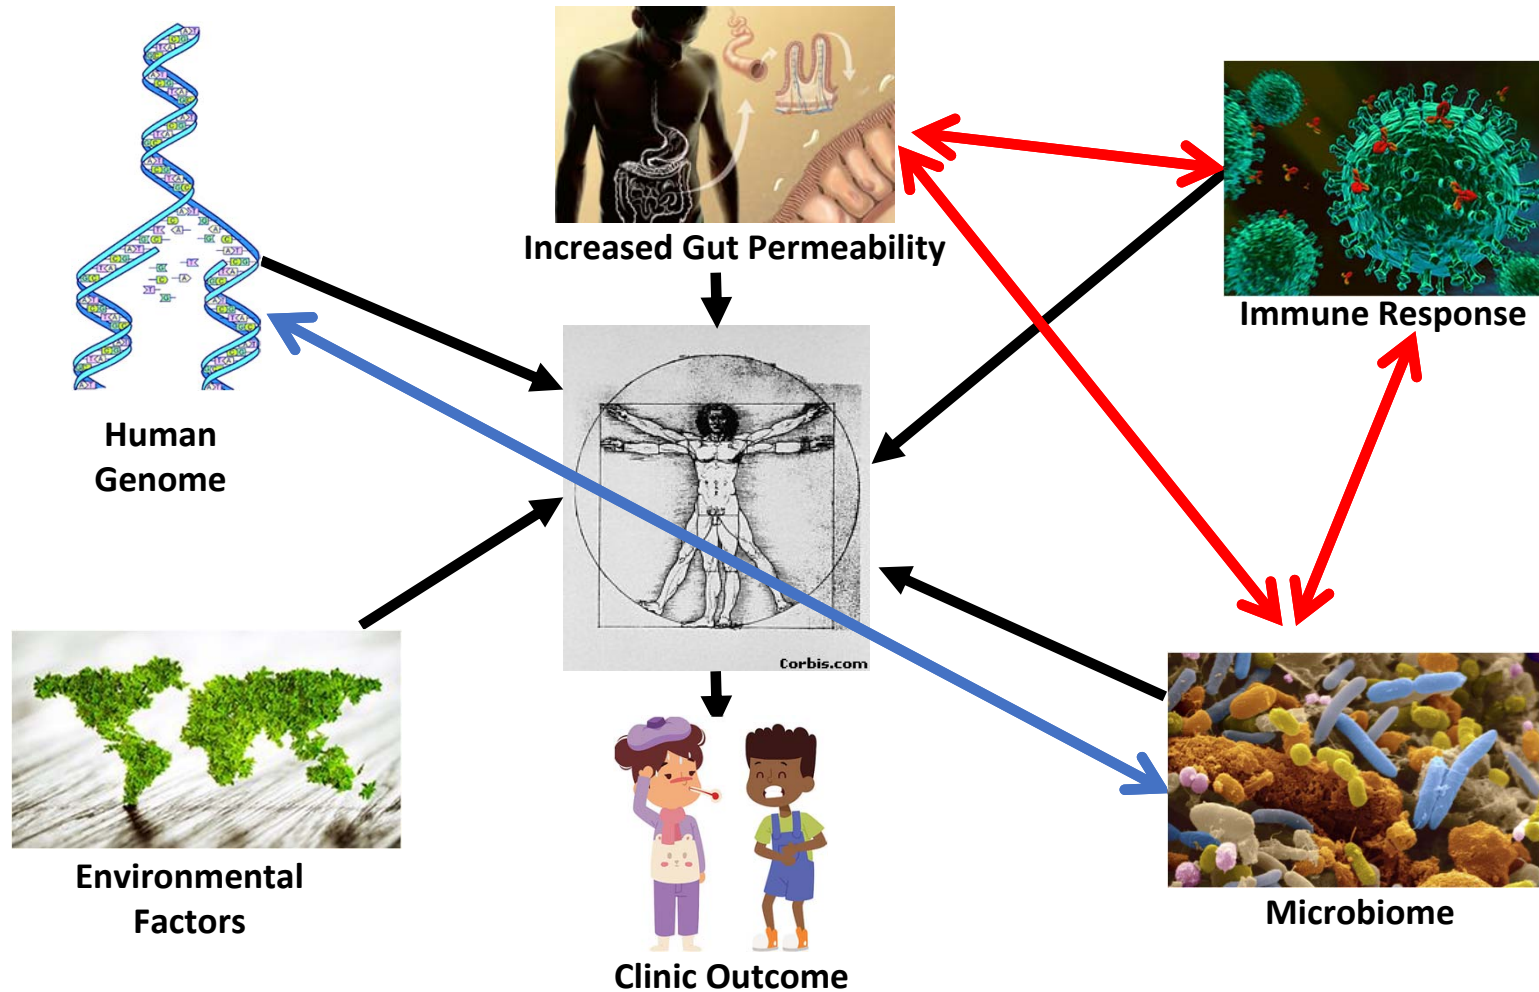 Increased Gut Permeability
Immune Response
Human
Genome
Corbis.com
Environmental
Factors
Microbiome
Clinic Outcome